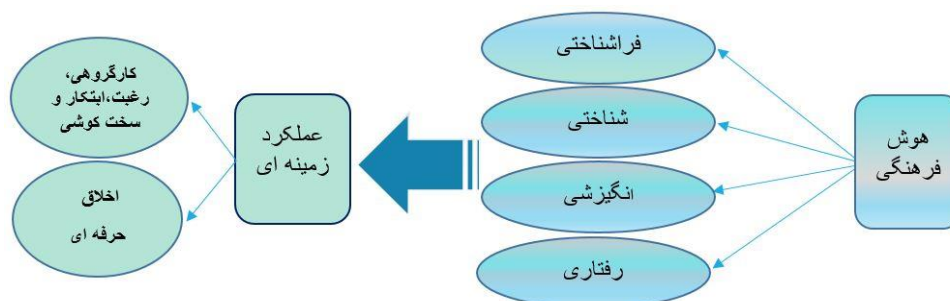 هوش
فرهنگی
فراشناختی
شناختی
انگیزشی
رفتاری
عملکرد
زمینه ای
کارگروهی،
رغبت،ابتکار و
سخت کوشی
اخلاق
حرفه ای